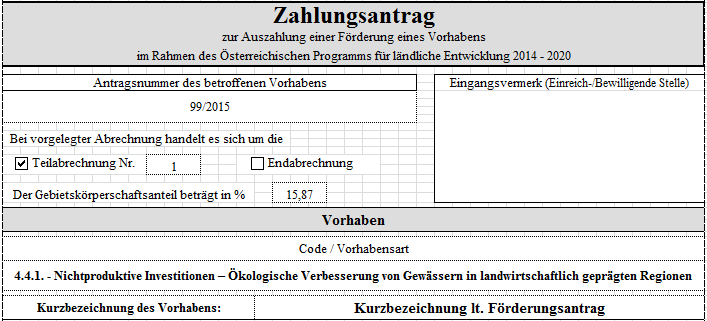 Zahlungsantrag
zur Auszahlung einer Förderung eines Vorhabens
im Rahmen des Österreichischen Programms für ländliche Entwicklung 2014 - 2020
Antragsnummer des betroffenen Vorhabens
Eingangsvermerk (Einreich-/Bewilligende Stelle)
99/2015
Bei vorgelegter Abrechnung handelt es sich um die
Teilabrechnung Nr. 1 Endabrechnung
Der Gebietskörperschaftsanteil beträgt in % 15,87
Vorhaben
Code / Vorhabensart
4.4.1. - Nichtproduktive Investitionen – Ökologische Verbesserung von Gewässern in landwirtschaftlich geprägten Regionen
Kurzbezeichnung des Vorhabens: Kurzbezeichnung lt. Förderungsantrag